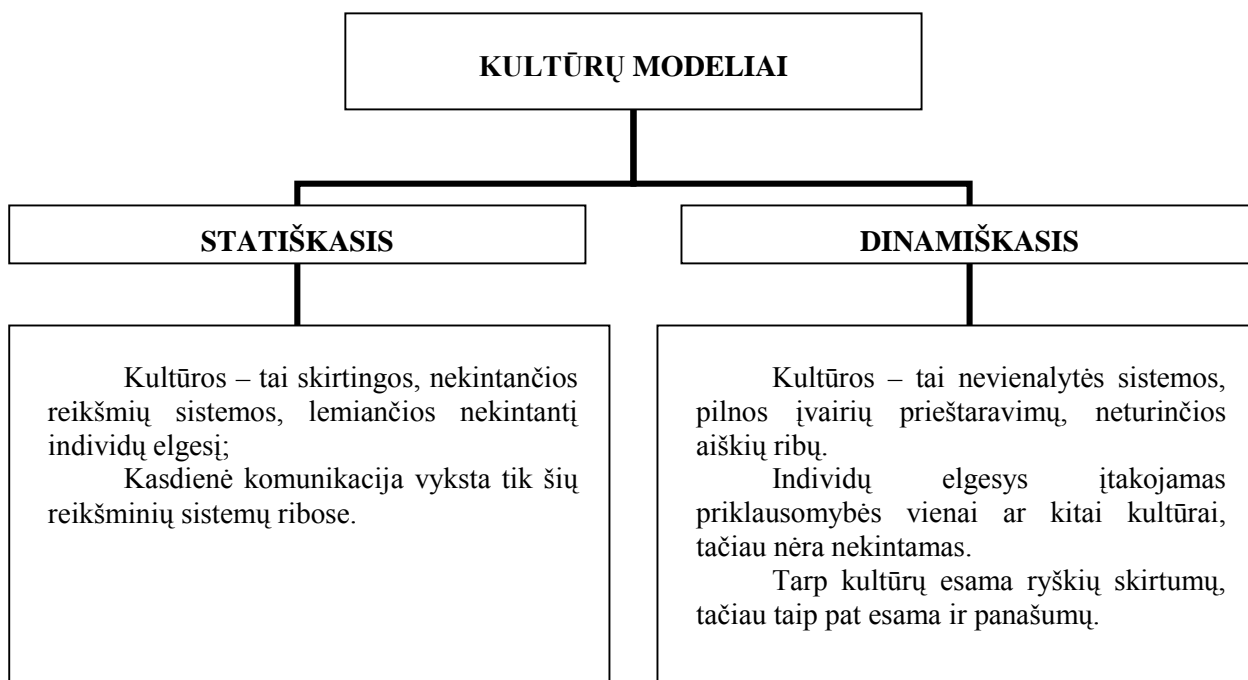 KULTŪRŲ MODELIAI
STATIŠKASIS
Kultūros – tai skirtingos, nekintančios
reikšmių sistemos, lemiančios nekintantį
individų elgesį;
Kasdienė komunikacija vyksta tik šių
reikšminių sistemų ribose.
DINAMIŠKASIS
Kultūros – tai nevienalytės sistemos,
pilnos įvairių prieštaravimų, neturinčios
aiškių ribų.
Individų elgesys įtakojamas
priklausomybės vienai ar kitai kultūrai,
tačiau nėra nekintamas.
Tarp kultūrų esama ryškių skirtumų,
tačiau taip pat esama ir panašumų.